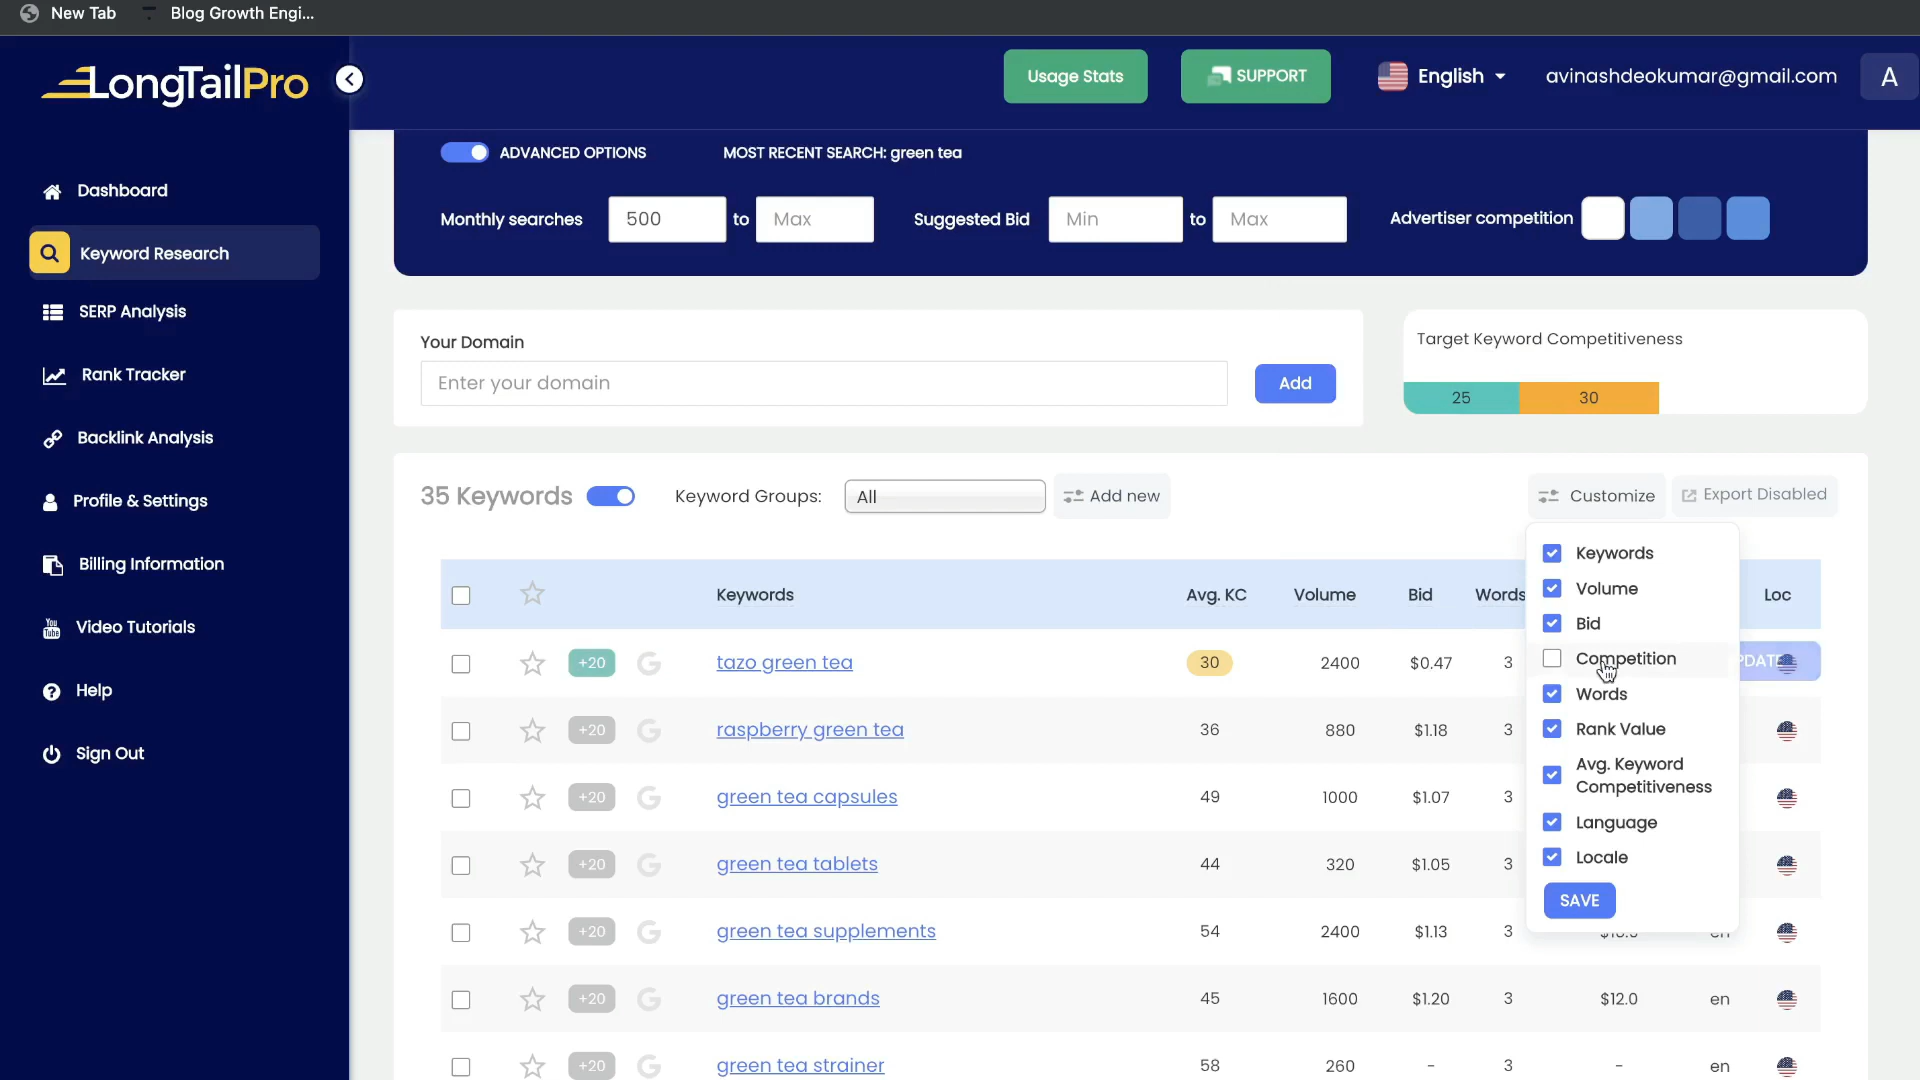 New Tab
Blog Growth Engi...
LongTailPro
Usage Stats
SUPPORT
English
avinashdeokumar@gmail.com
A
Dashboard
Keyword Research
SERP Analysis
Rank Tracker
Backlink Analysis
Profile & Settings
Billing Information
You Tube
Video Tutorials
Help
Sign Out
ADVANCED OPTIONS
MOST RECENT SEARCH: green tea
Monthly searches 500 to Max
Suggested Bid Min to Max
Advertiser competition
Your Domain
Enter your domain
Add
Target Keyword Competitiveness
25 30
35 Keywords
Keyword Groups: All
Add new
Customize
Export Disabled
Keywords Avg. KC Volume Bid Words Loc
+20 tazo green tea 30 2400 $0.47 3
+20 raspberry green tea 36 880 $1.18 3
+20 green tea capsules 49 1000 $1.07 3
+20 green tea tablets 44 320 $1.05 3
+20 green tea supplements 54 2400 $1.13 3 en
+20 green tea brands 45 1600 $1.20 3 $12.0 en
+20 green tea strainer 58 260 - 3 - en
Keywords
Volume
Bid
Competition
Words
Rank Value
Avg. Keyword
Competitiveness
Language
Locale
SAVE